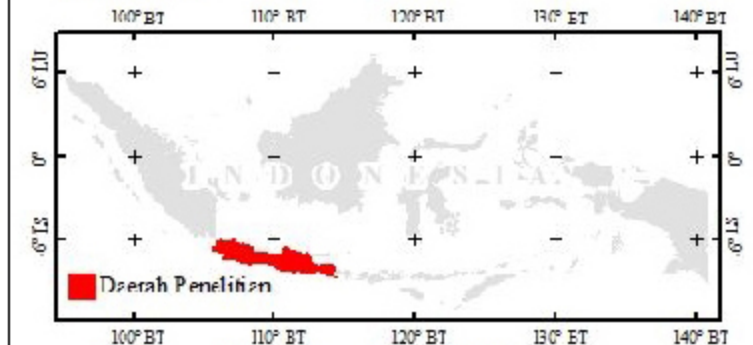 100° BT 110° BT 120° BT 130° BT 140° BT
6° LU 6° LU
0° 0°
INDONESIA
-6° LS -6° LS
Daerah Penelitian
100° BT 110° BT 120° BT 130° BT 140° BT